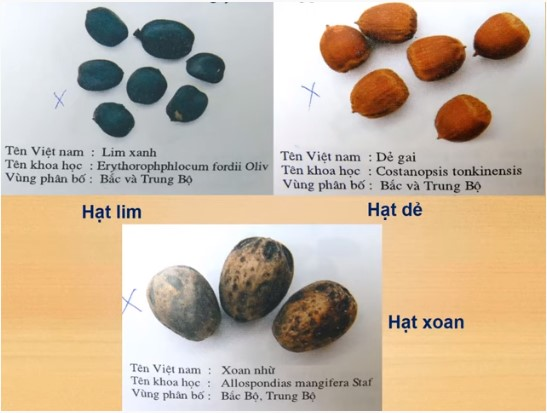 Tên Việt nam : Lim xanh
Tên khoa học : Erythorophphlocum fordii Oliv
Vùng phân bố : Bắc và Trung Bộ
Tên Việt nam : Dẻ gai
Tên khoa học : Costanopsis tonkinensis
Vùng phân bố : Bắc và Trung Bộ
Hạt lim
Hạt dẻ
Hạt xoan
Tên Việt nam : Xoan nhừ
Tên khoa học : Allospondias mangifera Staf
Vùng phân bố : Bắc Bộ, Trung Bộ